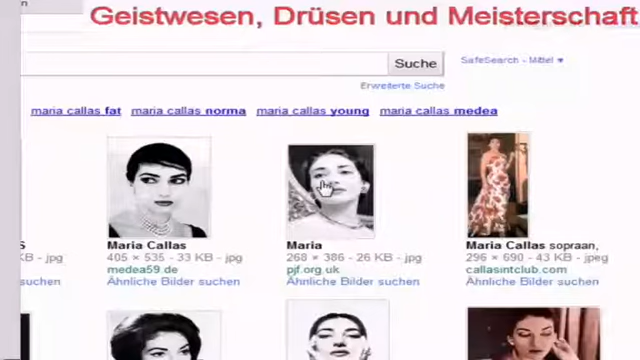 n
Geistwesen, Drüsen und Meisterschaft
Suche
SafeSearch - Mittel ▼
Erweiterte Suche
maria callas fat maria callas norma maria callas young maria callas medea
Maria Callas
405 × 535 - 33 KB - jpg
medea59.de
Ähnliche Bilder suchen
Maria
268 × 386 - 26 KB - jpg
pjf.org.uk
Ähnliche Bilder suchen
Maria Callas sopraan,
296 × 690 - 43 KB - jpeg
callasintclub.com
Ähnliche Bilder suchen
S
KB - jpg
suchen